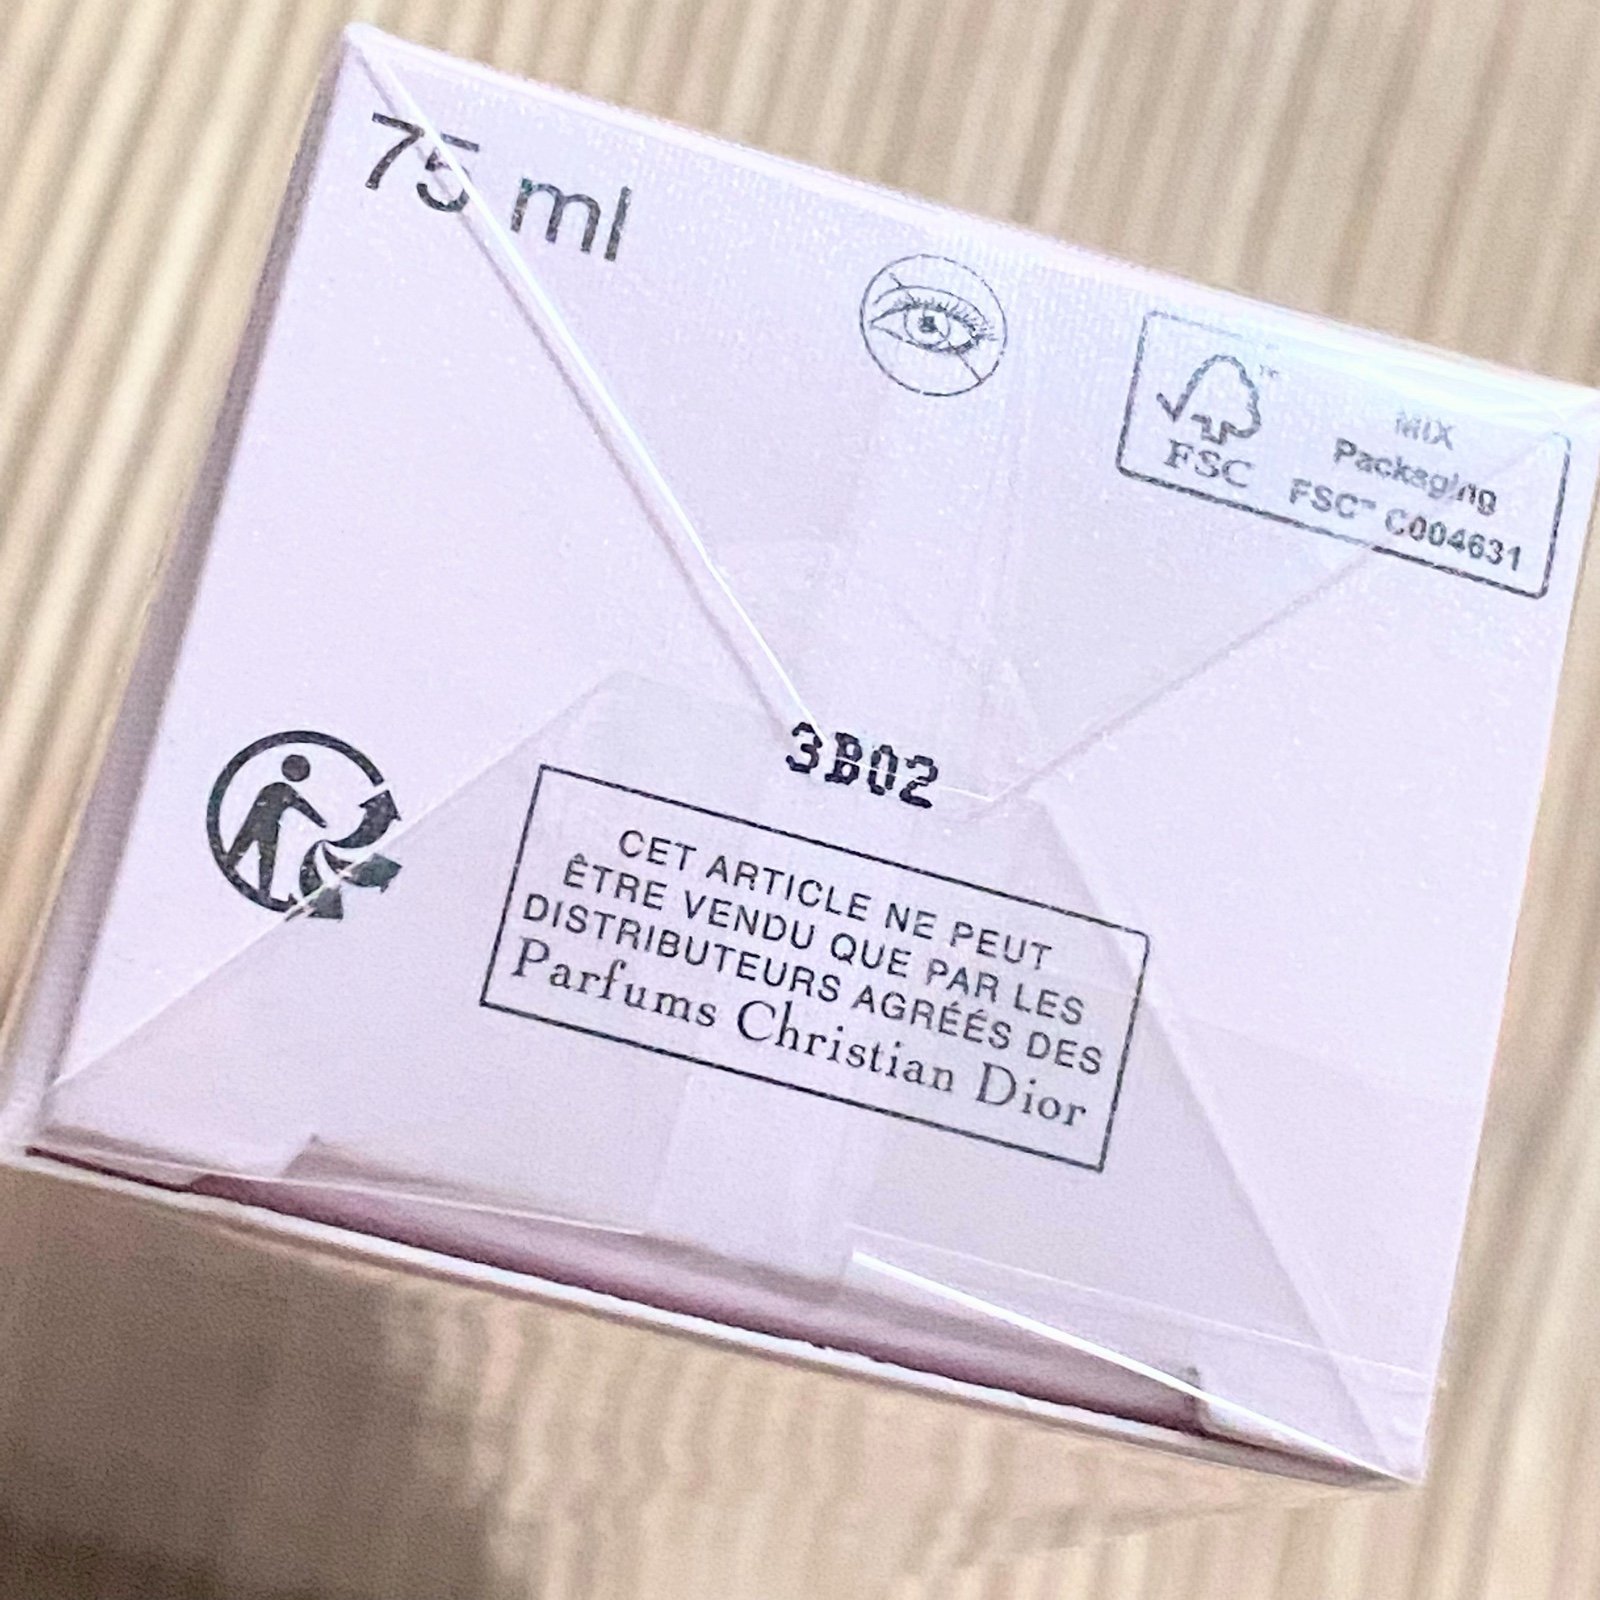 75 ml
FSC™
MIX
Packaging
FSC™ C004631
3B02
CET ARTICLE NE PEUT
ÊTRE VENDU QUE PAR LES
DISTRIBUTEURS AGRÉÉS DES
Parfums Christian Dior